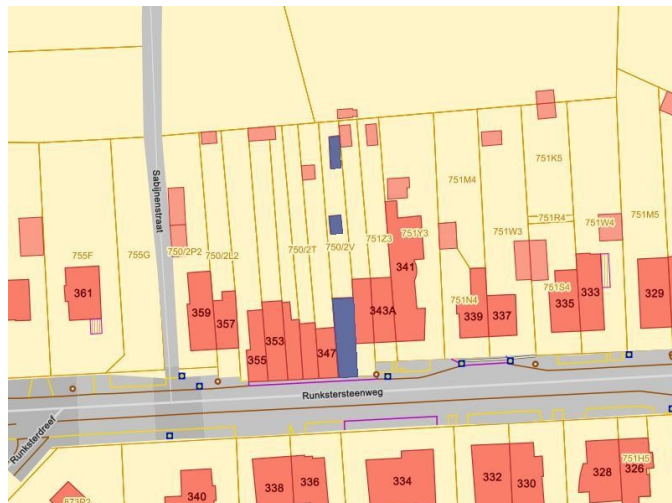 Sabijnenstraat
751M4
751K5
751R4
755F
755G
750/2P2
750/2L2
750/2T
750/2V
751Z3
751Y3
751W3
751W4
751M5
361
359
357
355
353
347
343A
341
751N4
339
337
751S4
335
333
329
Runkstersteenweg
Runksterdreef
340
338
336
334
332
330
328
326
751H5